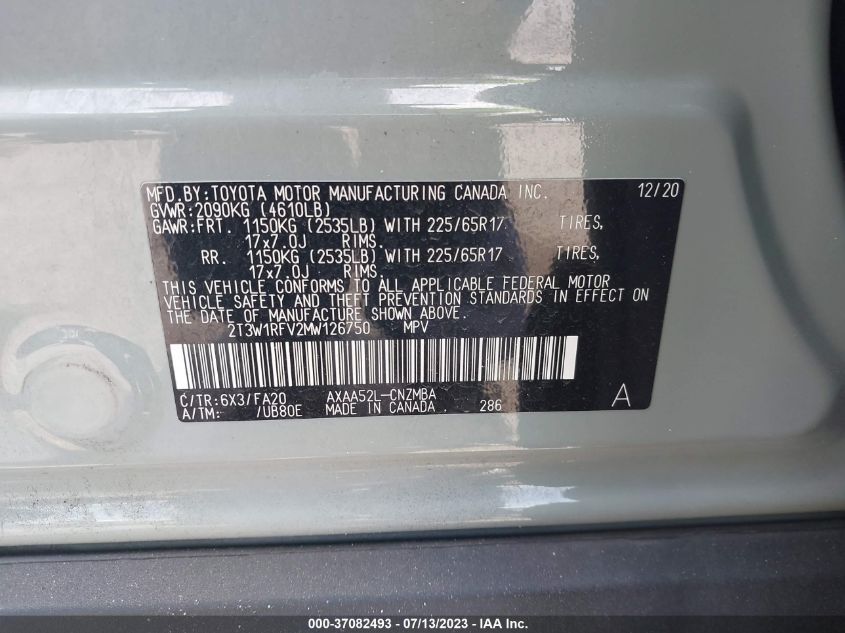 MFD.BY:TOYOTA MOTOR MANUFACTURING CANADA INC. 12/20
GVWR:2090KG (4610LB)
GAWR:FRT. 1150KG (2535LB) WITH 225/65R17 TIRES,
17x7.0J RIMS.
RR. 1150KG (2535LB) WITH 225/65R17 TIRES,
17x7.0J RIMS.
THIS VEHICLE CONFORMS TO ALL APPLICABLE FEDERAL MOTOR
VEHICLE SAFETY AND THEFT PREVENTION STANDARDS IN EFFECT ON
THE DATE OF MANUFACTURE SHOWN ABOVE.
2T3W1RFV2MW126750 MPV
C/TR:6X3/FA20 AXAA52L-CNZMBA
A/TM: /UB80E MADE IN CANADA. 286 A
000-37082493 - 07/13/2023 - IAA Inc.